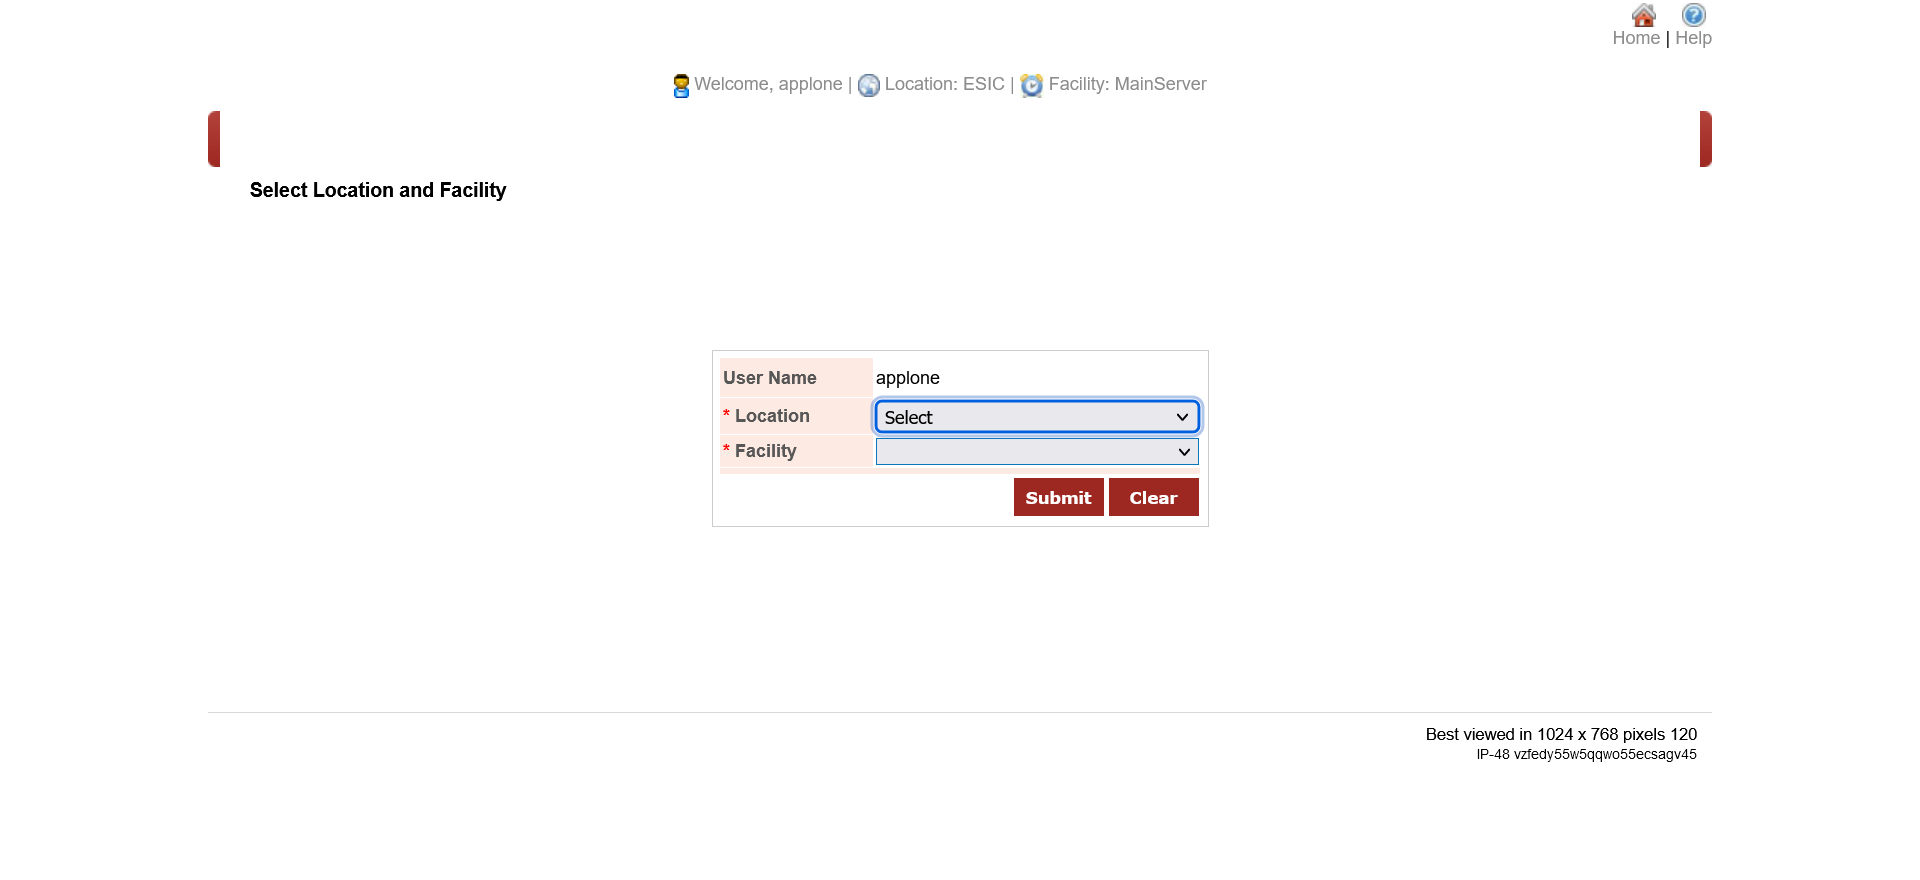 Home | Help
Welcome, applone | Location: ESIC | Facility: MainServer
Select Location and Facility
User Name applone
* Location Select
* Facility
Submit Clear
Best viewed in 1024 x 768 pixels 120
IP-48 vzfedy55w5qqwo55ecsagv45